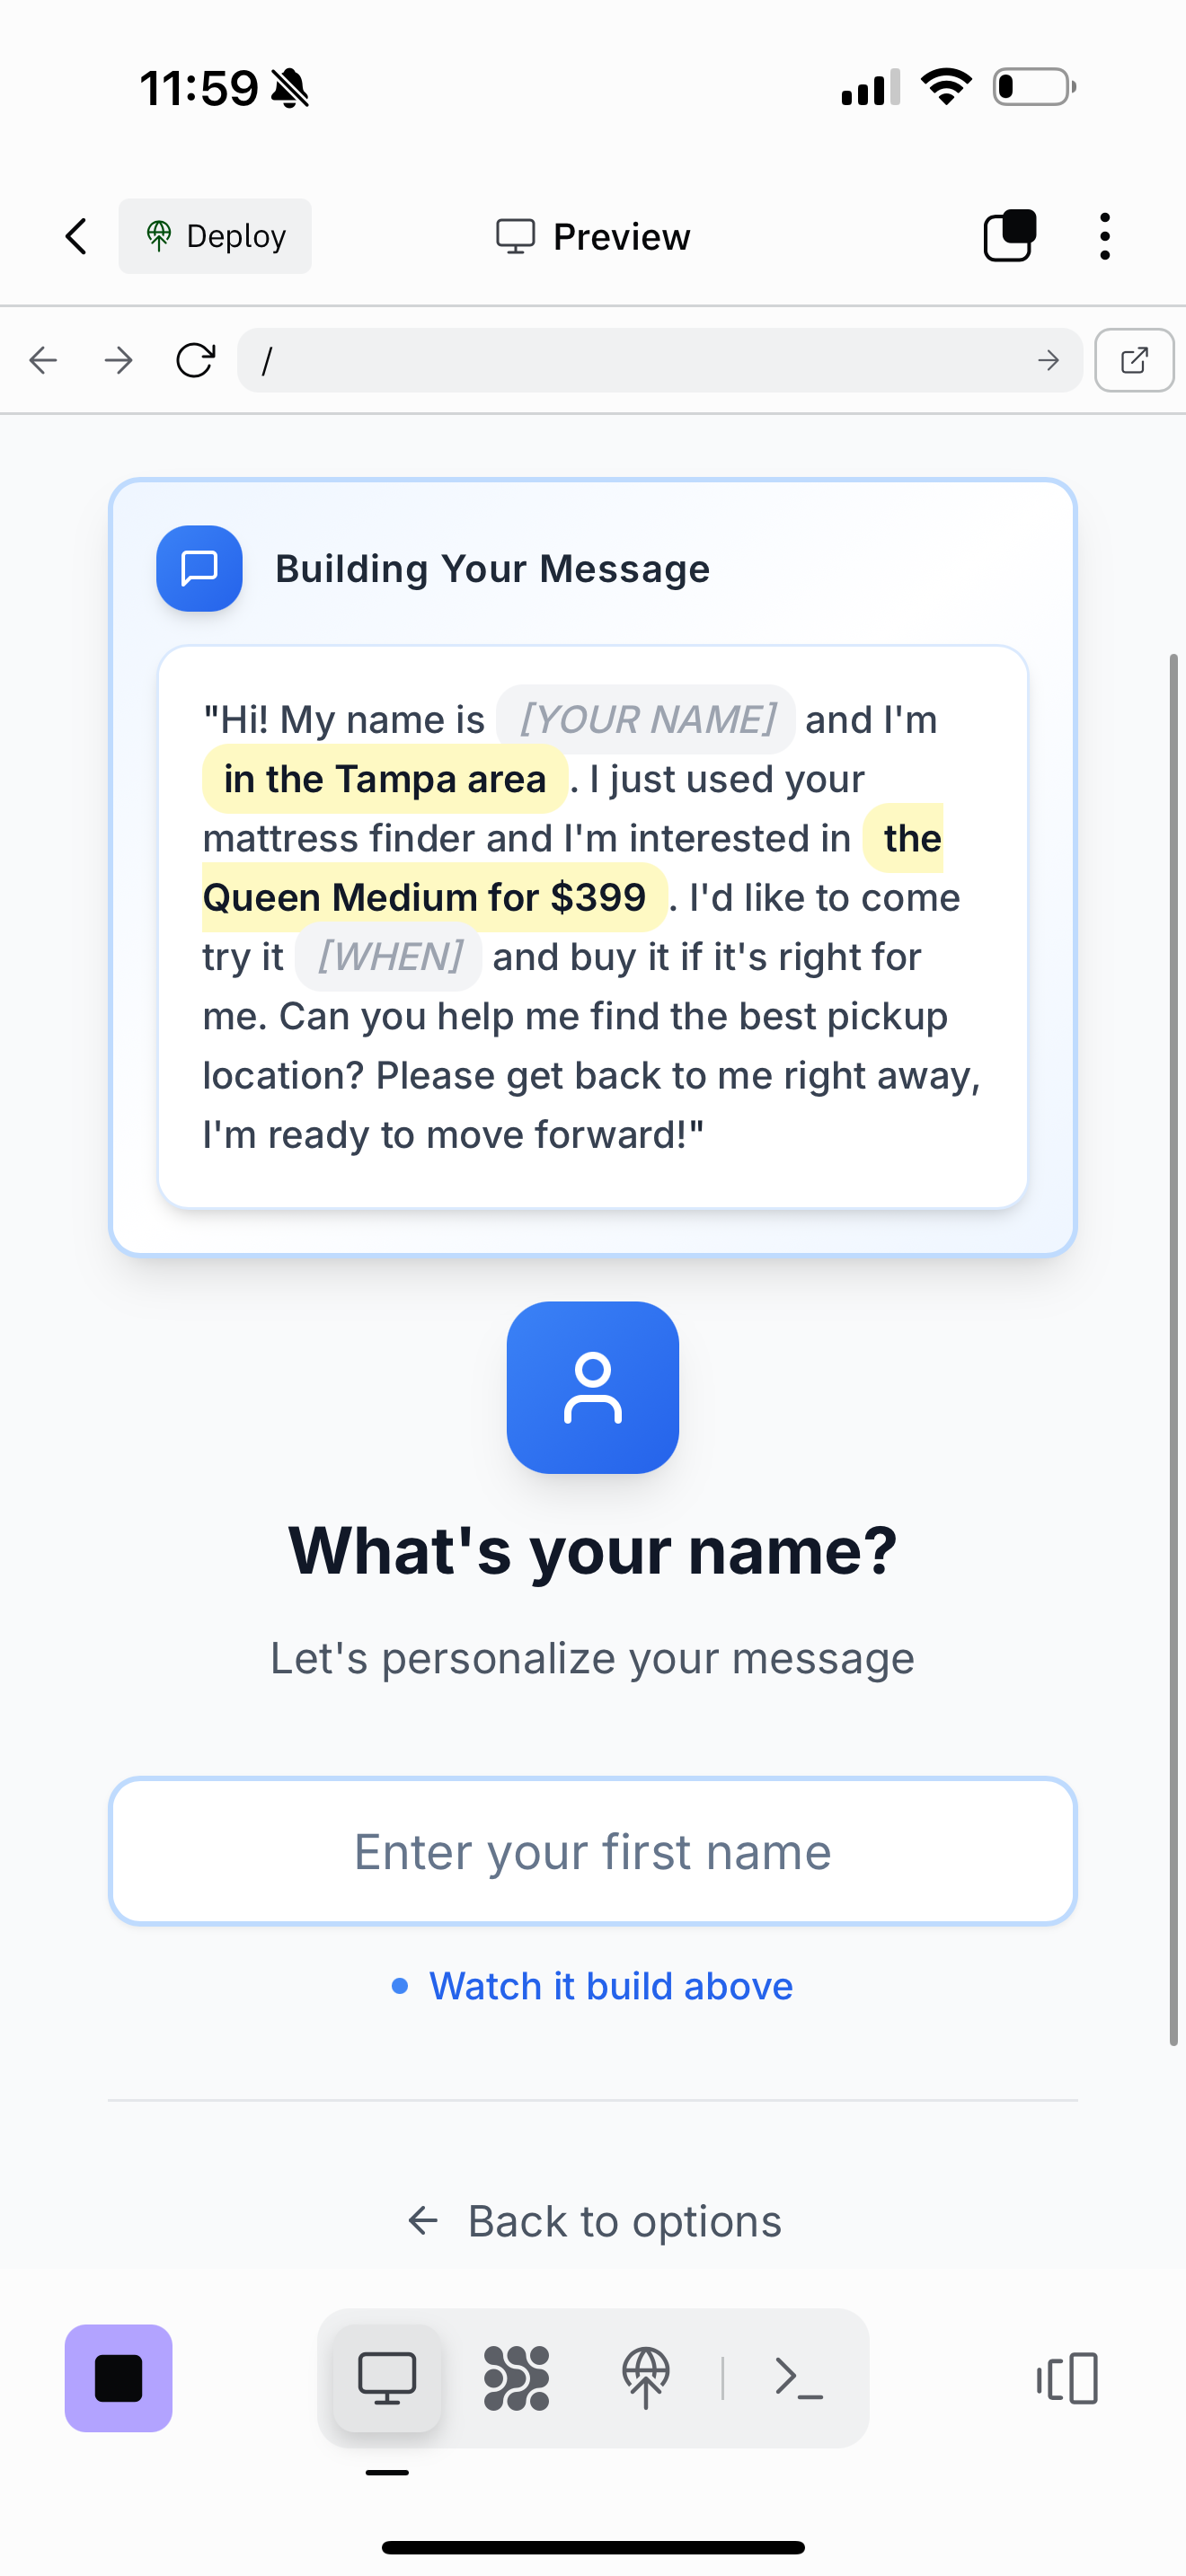 11:59
Deploy
Preview
/
Building Your Message
"Hi! My name is [YOUR NAME] and I'm
in the Tampa area. I just used your
mattress finder and I'm interested in the
Queen Medium for $399. I'd like to come
try it [WHEN] and buy it if it's right for
me. Can you help me find the best pickup
location? Please get back to me right away,
I'm ready to move forward!"
What's your name?
Let's personalize your message
Enter your first name
Watch it build above
Back to options